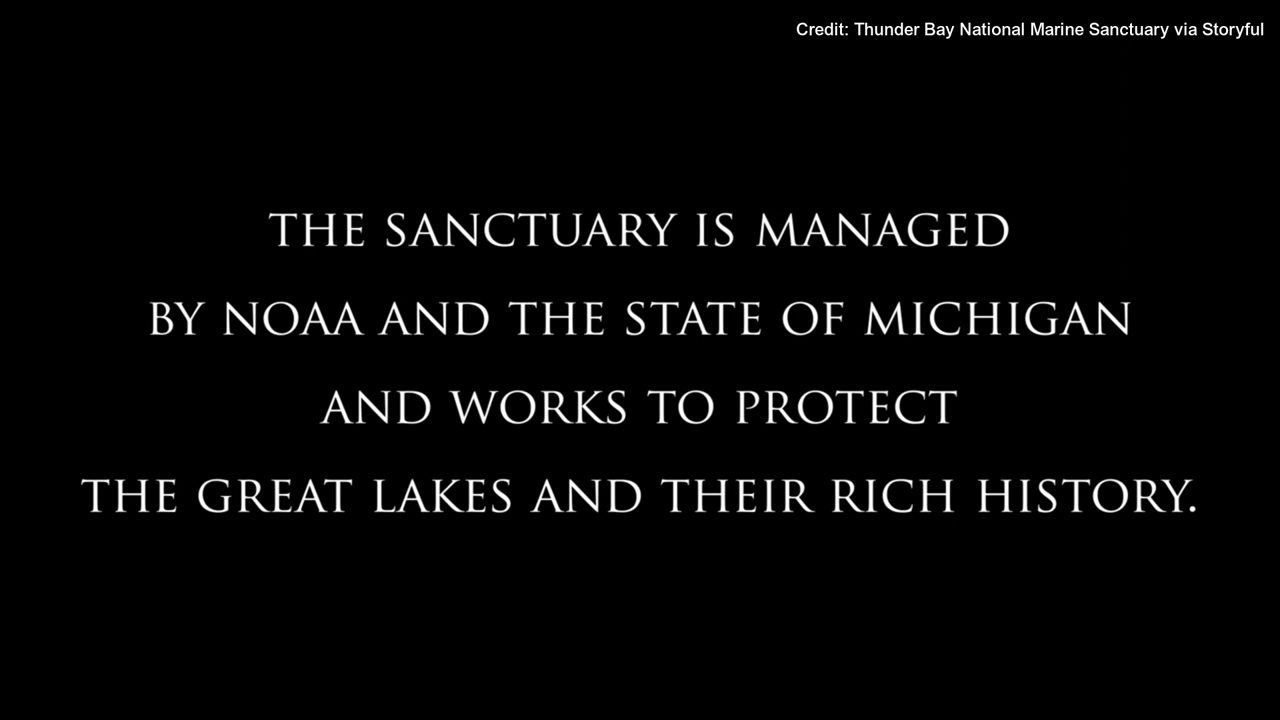 Credit: Thunder Bay National Marine Sanctuary via Storyful
THE SANCTUARY IS MANAGED
BY NOAA AND THE STATE OF MICHIGAN
AND WORKS TO PROTECT
THE GREAT LAKES AND THEIR RICH HISTORY.